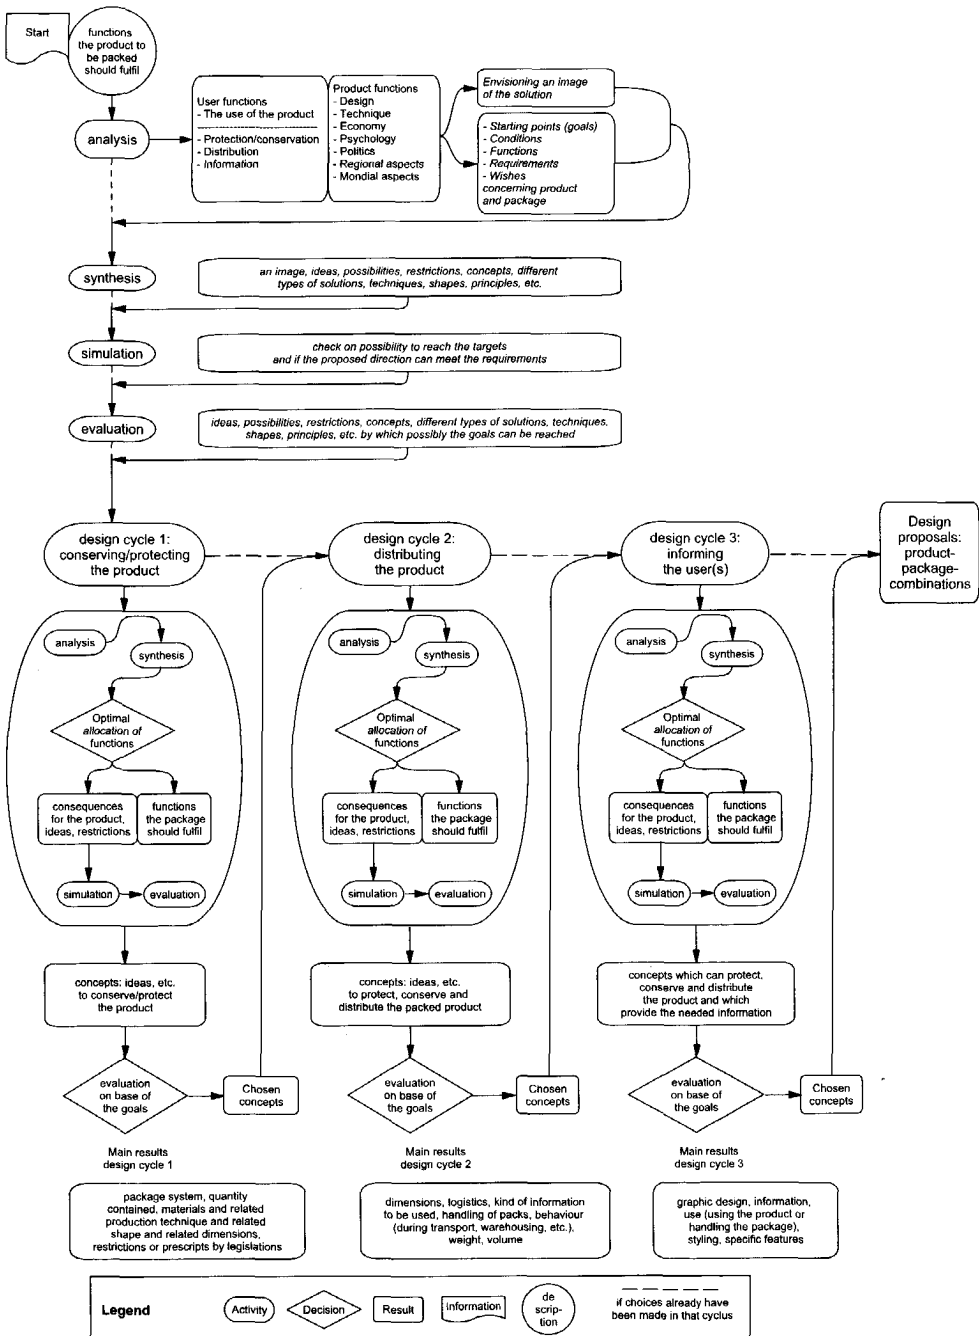 Start
functions
the product to
be packed
should fulfil
analysis
User functions
- The use of the product
- Protection/conservation
- Distribution
- Information
Product functions
- Design
- Technique
- Economy
- Psychology
- Politics
- Regional aspects
- Mondial aspects
Envisioning an image
of the solution
- Starting points (goals)
- Conditions
- Functions
- Requirements
- Wishes
concerning product
and package
synthesis
an image, ideas, possibilities, restrictions, concepts, different
types of solutions, techniques, shapes, principles, etc.
simulation
check on possibility to reach the targets
and if the proposed direction can meet the requirements
evaluation
ideas, possibilities, restrictions, concepts, different types of solutions, techniques,
shapes, principles, etc. by which possibly the goals can be reached
design cycle 1:
conserving/protecting
the product
design cycle 2:
distributing
the product
design cycle 3:
informing
the user(s)
Design
proposals:
product-
package-
combinations
analysis
synthesis
Optimal
allocation of
functions
consequences
for the product,
ideas, restrictions
functions
the package
should fulfil
simulation
evaluation
analysis
synthesis
Optimal
allocation of
functions
consequences
for the product,
ideas, restrictions
functions
the package
should fulfil
simulation
evaluation
analysis
synthesis
Optimal
allocation of
functions
consequences
for the product,
ideas, restrictions
functions
the package
should fulfil
simulation
evaluation
concepts: ideas, etc.
to conserve/protect
the product
concepts: ideas, etc.
to protect, conserve and
distribute the packed product
concepts which can protect,
conserve and distribute
the product and which
provide the needed information
evaluation
on base of
the goals
Chosen
concepts
evaluation
on base of
the goals
Chosen
concepts
evaluation
on base of
the goals
Chosen
concepts
Main results
design cycle 1
Main results
design cycle 2
Main results
design cycle 3
package system, quantity
contained, materials and related
production technique and related
shape and related dimensions,
restrictions or prescripts by legislations
dimensions, logistics, kind of information
to be used, handling of packs, behaviour
(during transport, warehousing, etc.),
weight, volume
graphic design, information,
use (using the product or
handling the package),
styling, specific features
Legend
Activity
Decision
Result
Information
de
scrip-
tion
if choices already have
been made in that cyclus